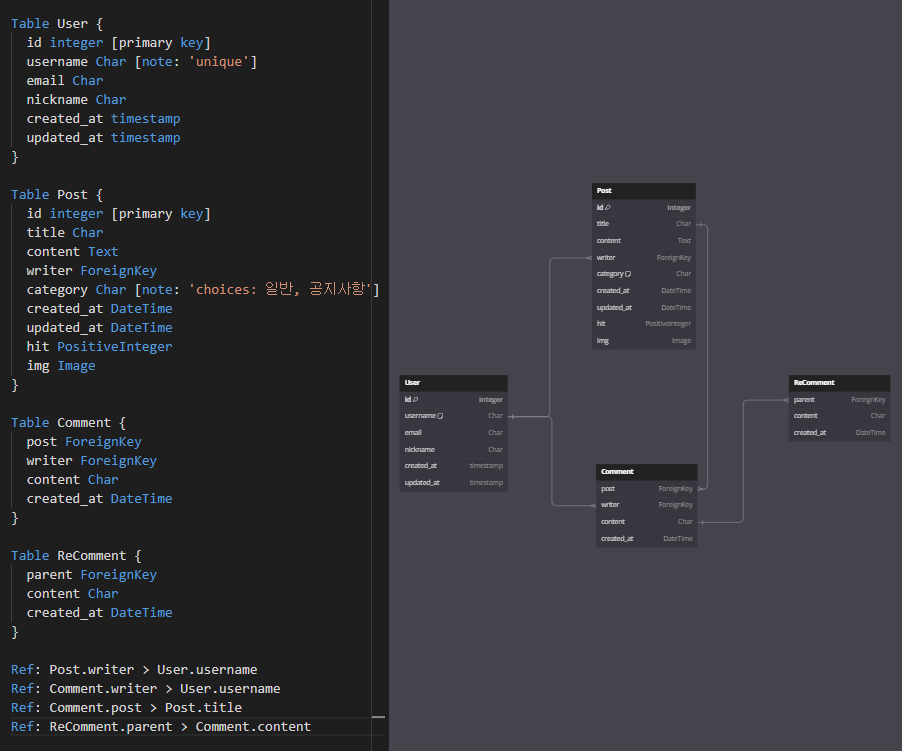 Table User {
id integer [primary key]
username Char [note: 'unique']
email Char
nickname Char
created_at timestamp
updated_at timestamp
}
Table Post {
id integer [primary key]
title Char
content Text
writer ForeignKey
category Char [note: 'choices: 일반, 공지사항']
created_at DateTime
updated_at DateTime
hit PositiveInteger
img Image
}
Table Comment {
post ForeignKey
writer ForeignKey
content Char
created_at DateTime
}
Table ReComment {
parent ForeignKey
content Char
created_at DateTime
}
Ref: Post.writer > User.username
Ref: Comment.writer > User.username
Ref: Comment.post > Post.title
Ref: ReComment.parent > Comment.content
Post
id integer
title Char
content Text
writer ForeignKey
category Char
created_at DateTime
updated_at DateTime
hit PositiveInteger
img Image
User
id integer
username Char
email Char
nickname Char
created_at timestamp
updated_at timestamp
ReComment
parent ForeignKey
content Char
created_at DateTime
Comment
post ForeignKey
writer ForeignKey
content Char
created_at DateTime